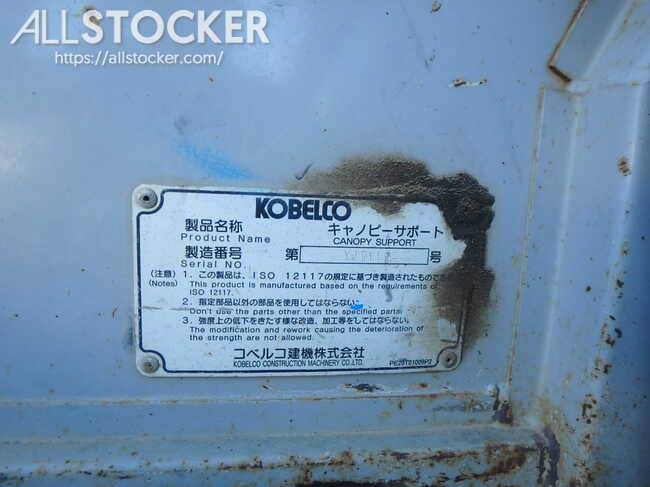 ALLSTOCKER
https://allstocker.com/
KOBELCO
製品名称 キャノピーサポート
Product Name CANOPY SUPPORT
製造番号 第 号
Serial NO.
(注意) 1. この製品は、ISO 12117の規定に基づき製造されたものであ
(Notes) This product is manufactured based on the requirements of
ISO 12117.
2. 指定部品以外の部品を使用してはならない。
Don't use the parts other than the specified parts.
3. 強度上の低下をきたす様な改造、加工等をしてはならない。
The modification and rework causing the deterioration of
the strength are not allowed.
コベルコ建機株式会社
KOBELCO CONSTRUCTION MACHINERY CO.,LTD.